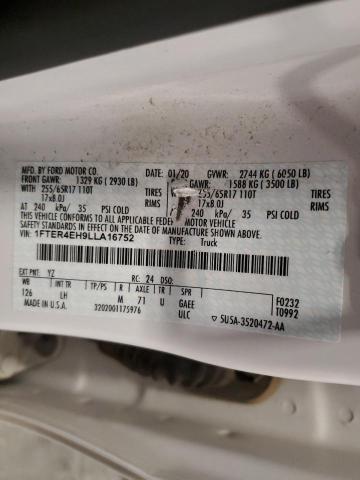 MFD. BY FORD MOTOR CO.
DATE: 01/20 GVWR: 2744 KG ( 6050 LB)
FRONT GAWR: 1329 KG ( 2930 LB) GAWR: 1588 KG ( 3500 LB)
WITH 255/65R17 110T TIRES 255/65R17 110T TIRES
17x8.0J 17x8.0J
AT 240 kPa/ 35 PSI COLD 240 kPa/ 35 PSI COLD
THIS VEHICLE CONFORMS TO ALL APPLICABLE FEDERAL MOTOR VEHICLE
SAFETY STANDARDS IN EFFECT ON THE DATE OF MANUFACTURE SHOWN ABOVE.
VIN: 1FTER4EH9LLA16752 TYPE: Truck
EXT PNT: YZ RC: 24 DSO:
WB INT TR TP/PS R AXLE TR SPR
126 LH M 71 U GAEE F0232
MADE IN U.S.A. 3202001175976 ULC T0992
5U5A-3520472-AA